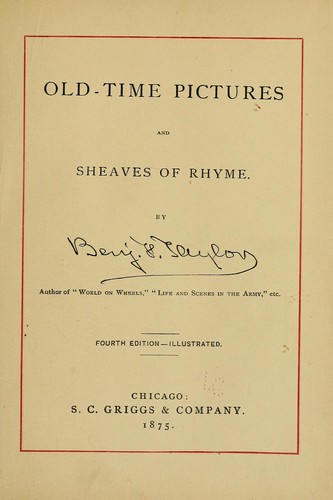 OLD-TIME PICTURES
AND
SHEAVES OF RHYME.
BY
Benj. F. Taylor
Author of "World on Wheels," "Life and Scenes in the Army," etc.
FOURTH EDITION—ILLUSTRATED.
CHICAGO:
S. C. GRIGGS & COMPANY.
1875.